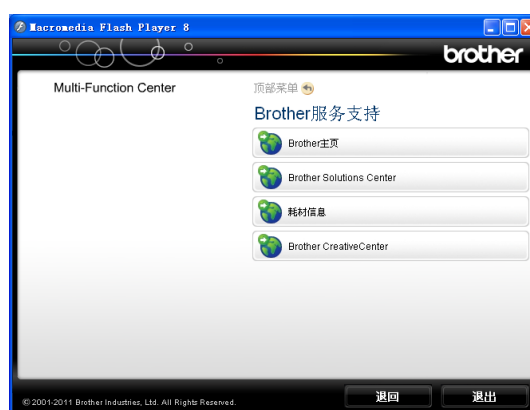 Macromedia Flash Player 8
brother
Multi-Function Center
顶部菜单
Brother服务支持
Brother主页
Brother Solutions Center
耗材信息
Brother CreativeCenter
© 2001-2011 Brother Industries, Ltd. All Rights Reserved.
退回
退出